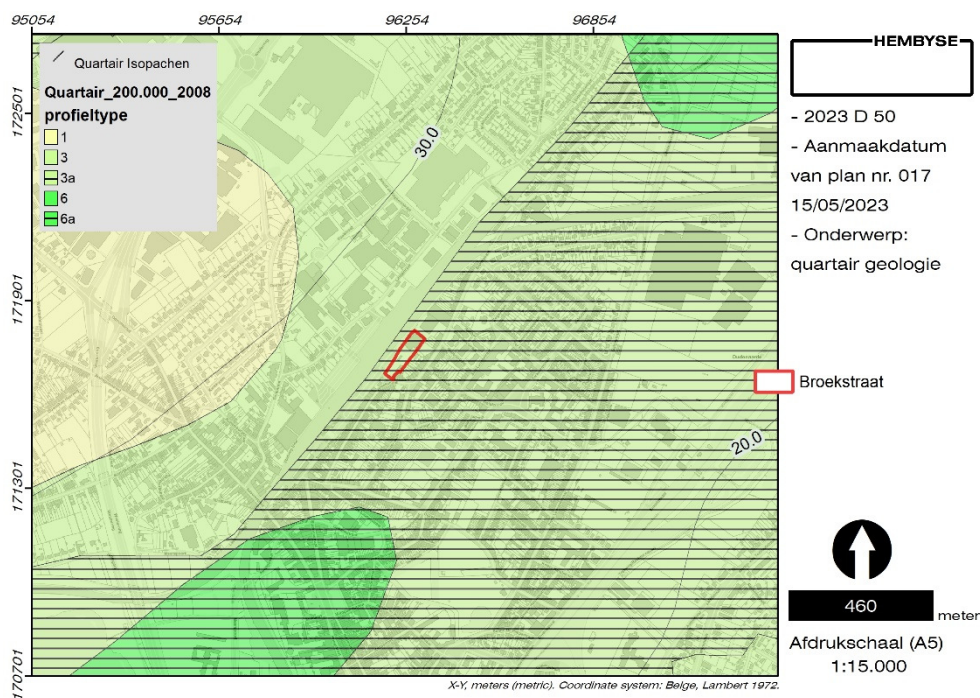 95054 95654 96254 96854
172501
171901
171301
170701
Quartair Isopachen
Quartair_200.000_2008
profieltype
1
3
3a
6
6a
30.0
20.0
HEMBYSE
- 2023 D 50
- Aanmaakdatum
van plan nr. 017
15/05/2023
- Onderwerp:
quartair geologie
Broekstraat
460
meter
Afdrukschaal (A5)
1:15.000
X-Y, meters (metric). Coordinate system: Belge, Lambert 1972.